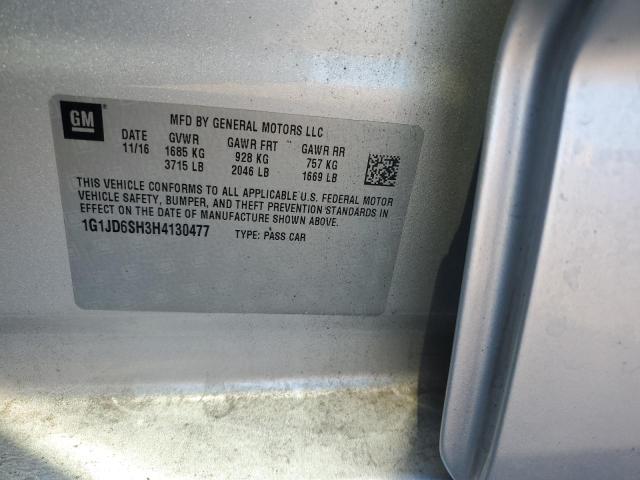 GM
MFD BY GENERAL MOTORS LLC
DATE GVWR GAWR FRT GAWR RR
11/16 1685 KG 928 KG 757 KG
3715 LB 2046 LB 1669 LB
THIS VEHICLE CONFORMS TO ALL APPLICABLE U.S. FEDERAL MOTOR
VEHICLE SAFETY, BUMPER, AND THEFT PREVENTION STANDARDS IN
EFFECT ON THE DATE OF MANUFACTURE SHOWN ABOVE.
1G1JD6SH3H4130477 TYPE: PASS CAR